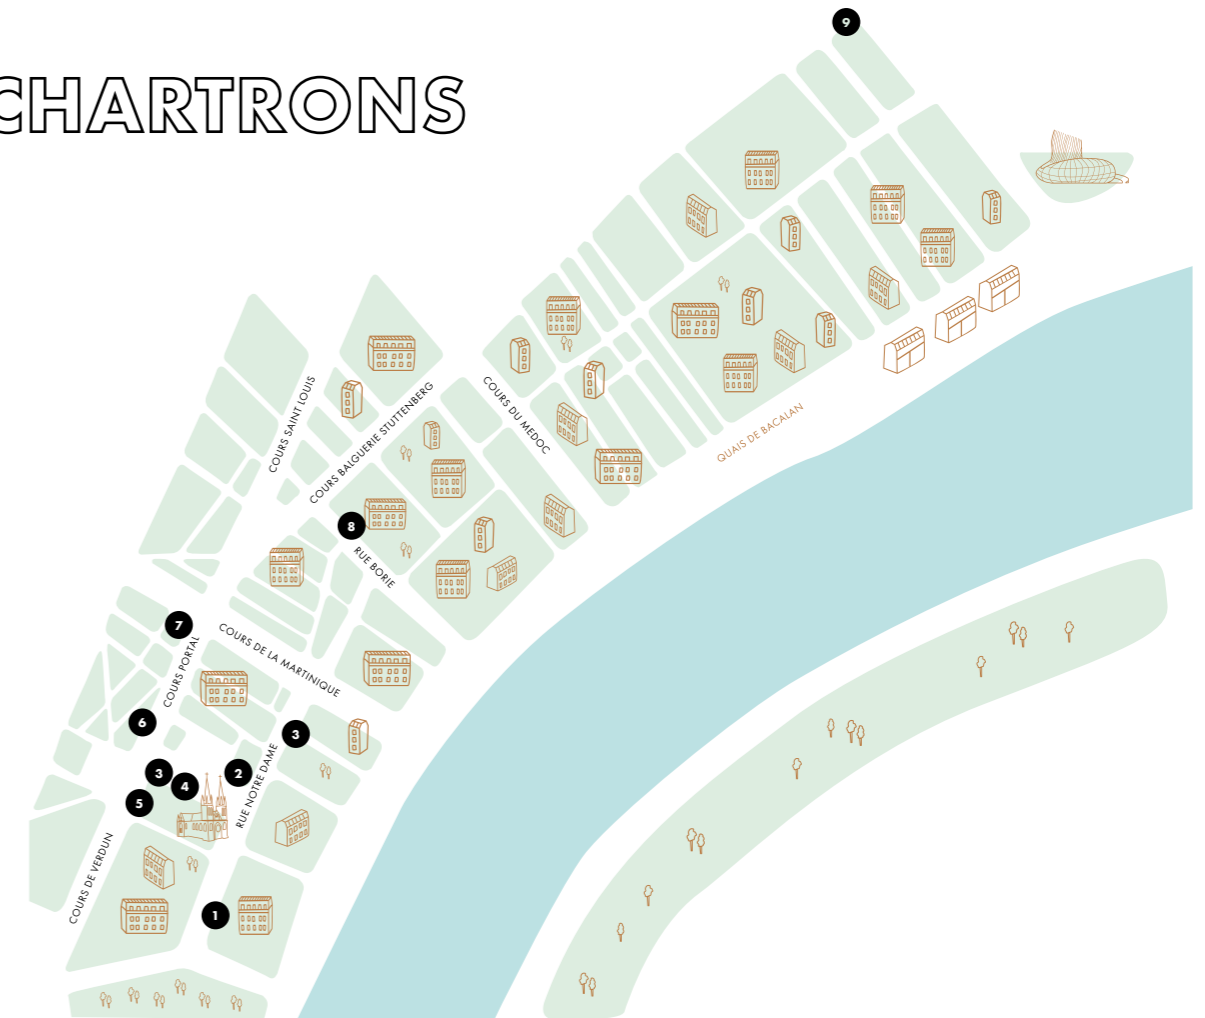 9
CHARTRONS
COURS SAINT LOUIS
COURS BALGUERIE STUTTENBERG
COURS DU MEDOC
QUAIS DE BACALAN
8
RUE BORIE
7
COURS PORTAL
COURS DE LA MARTINIQUE
6
3
2
3
4
5
RUE NOTRE DAME
COURS DE VERDUN
1